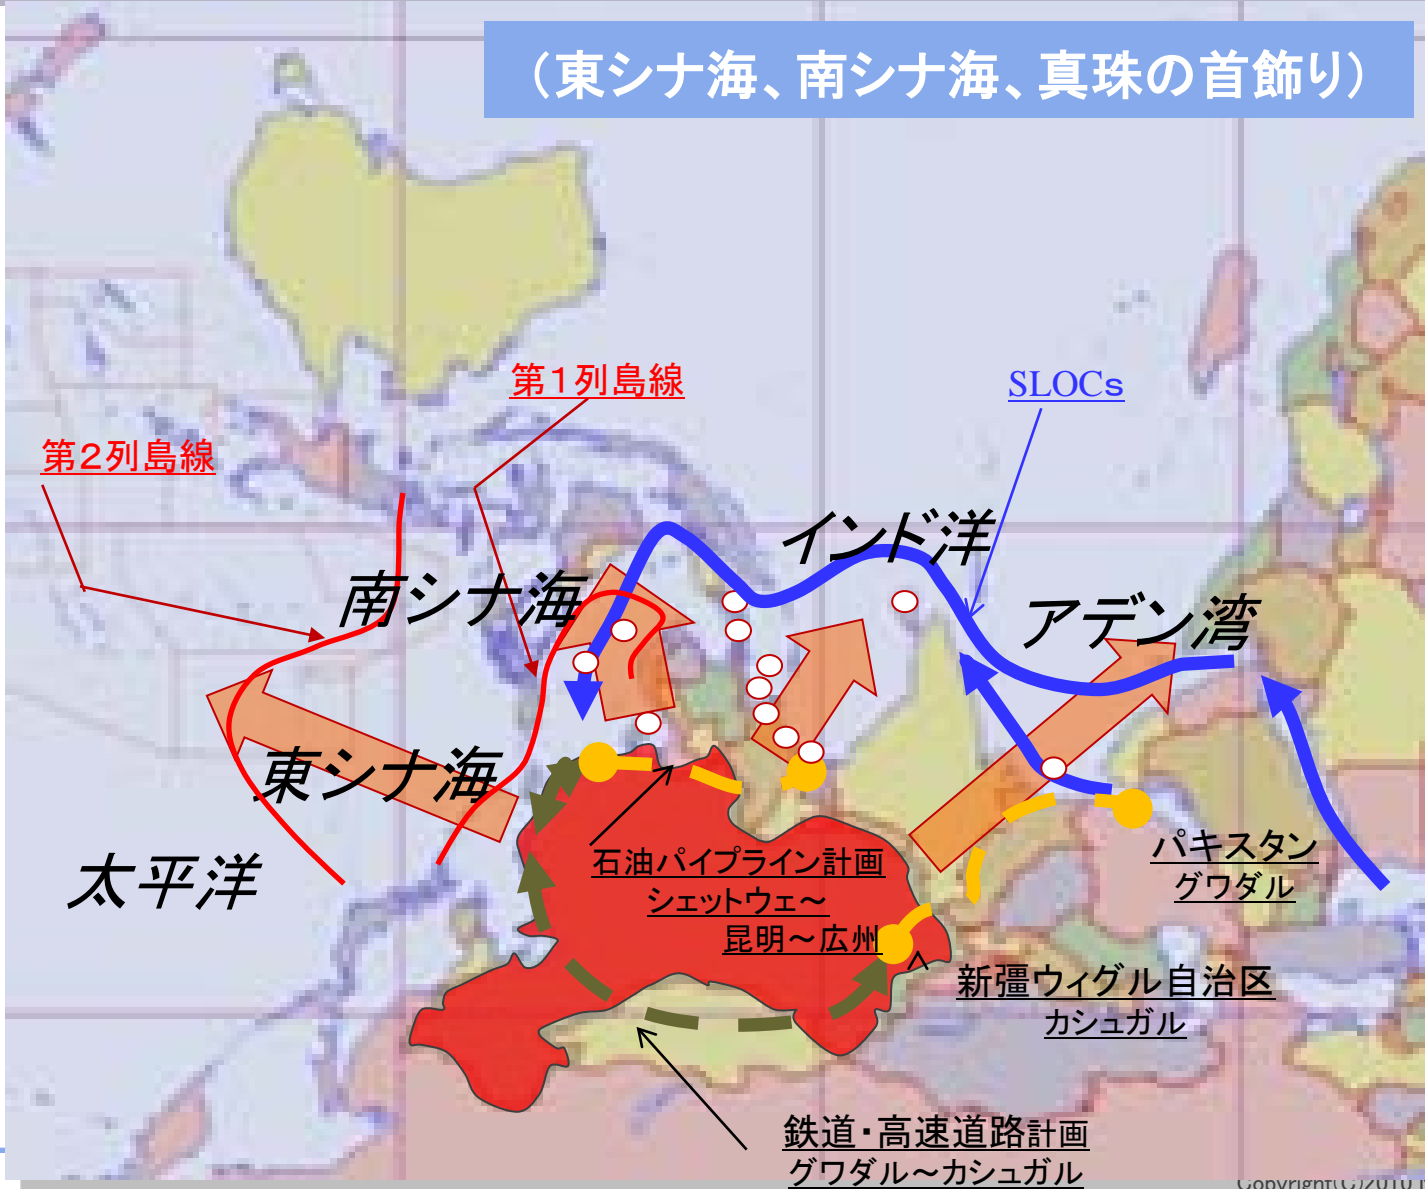 （東シナ海、南シナ海、真珠の首飾り）
第１列島線
SLOCs
第２列島線
インド洋
南シナ海
アデン湾
東シナ海
太平洋
パキスタン
グワダル
石油パイプライン計画
シェットウェ～
昆明～広州
新疆ウィグル自治区
カシュガル
鉄道・高速道路計画
グワダル～カシュガル
Copyright(C)2010